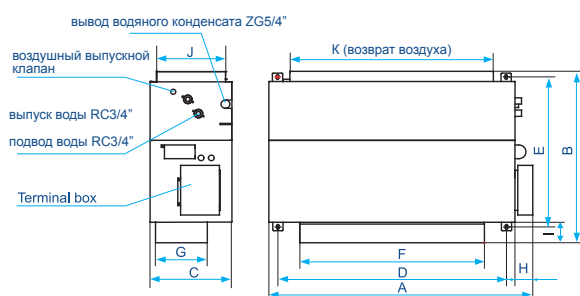 вывод водяного конденсата ZG5/4”
J
К (возврат воздуха)
воздушный выпускной
клапан
выпуск воды RC3/4”
подвод воды RC3/4”
E
B
Terminal box
I
G
F
H
C
D
A